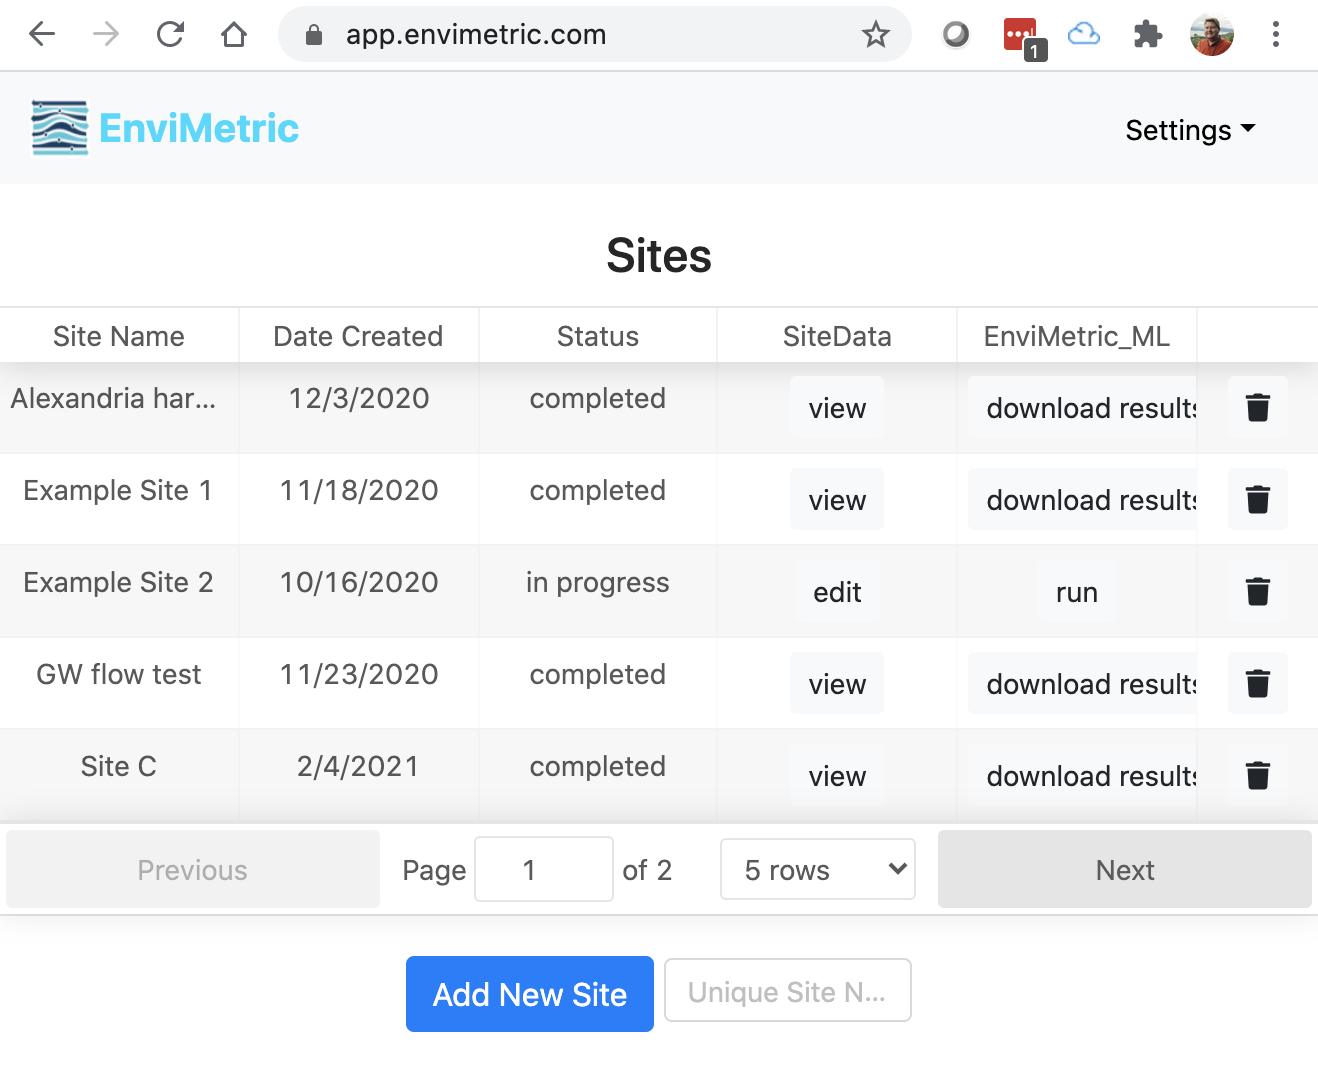 app.envimetric.com
1
EnviMetric
Settings
Sites
Site Name Date Created Status SiteData EnviMetric_ML
Alexandria har... 12/3/2020 completed view download results
Example Site 1 11/18/2020 completed view download results
Example Site 2 10/16/2020 in progress edit run
GW flow test 11/23/2020 completed view download results
Site C 2/4/2021 completed view download results
Previous Page 1 of 2 5 rows Next
Add New Site Unique Site N...